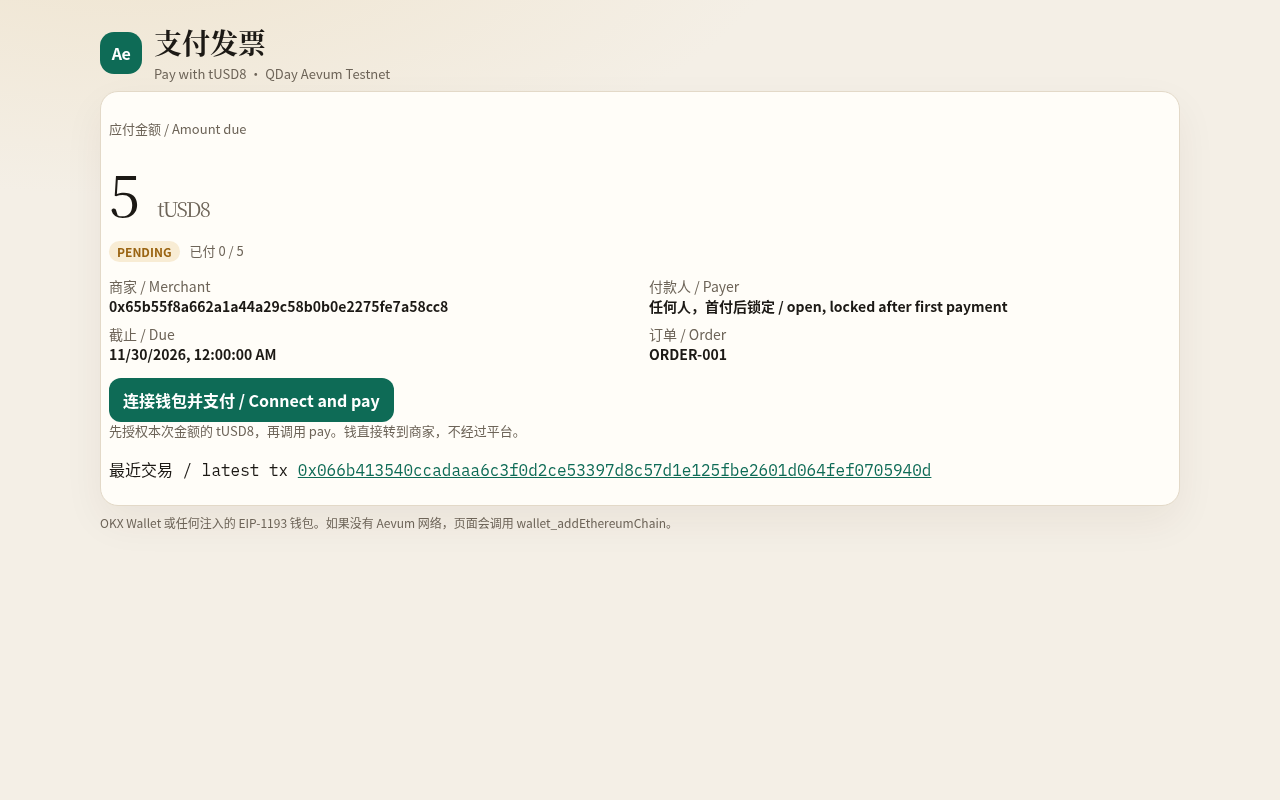 Ae
支付发票
Pay with tUSD8 • QDay Aevum Testnet
应付金额 / Amount due
5 tUSD8
PENDING 已付 0 / 5
商家 / Merchant
0x65b55f8a662a1a44a29c58b0b0e2275fe7a58cc8
付款人 / Payer
任何人，首付后锁定 / open, locked after first payment
截止 / Due
11/30/2026, 12:00:00 AM
订单 / Order
ORDER-001
连接钱包并支付 / Connect and pay
先授权本次金额的 tUSD8，再调用 pay。钱直接转到商家，不经过平台。
最近交易 / latest tx 0x066b413540ccadaaa6c3f0d2ce53397d8c57d1e125fbe2601d064fef0705940d
OKX Wallet 或任何注入的 EIP-1193 钱包。如果没有 Aevum 网络，页面会调用 wallet_addEthereumChain。